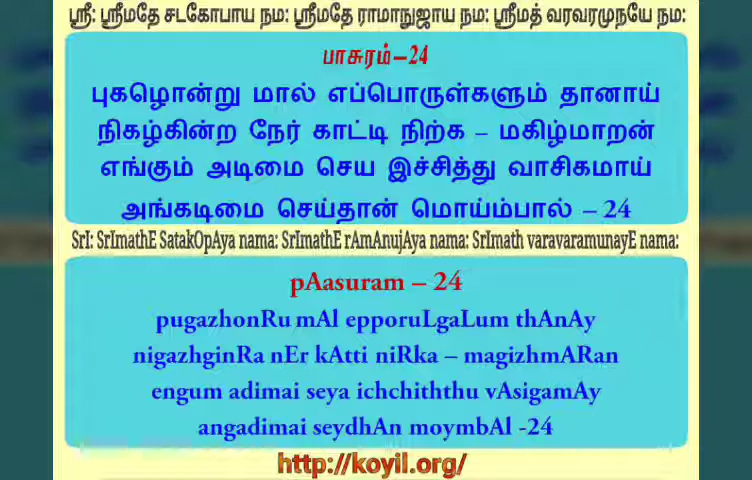 ஸ்ரீ: ஸ்ரீமதே சடகோபாய நம: ஸ்ரீமதே ராமாநுஜாய நம: ஸ்ரீமத் வரவரமுநயே நம:
பாசுரம்–24
புகழொன்று மால் எப்பொருள்களும் தானாய்
நிகழ்கின்ற நேர் காட்டி நிற்க – மகிழ்மாறன்
எங்கும் அடிமை செய இச்சித்து வாசிகமாய்
அங்கடிமை செய்தான் மொய்ம்பால் – 24
SrI: SrImathE SatakOpAya nama: SrImathE rAmAnujAya nama: SrImath varavaramunayE nama:
pAasuram – 24
pugazhonRu mAl epporuLgaLum thAnAy
nigazhginRa nEr kAtti niRka – magizhmARan
engum adimai seya ichchiththu vAsigamAy
angadimai seydhAn moymbAl -24
http://koyil.org/